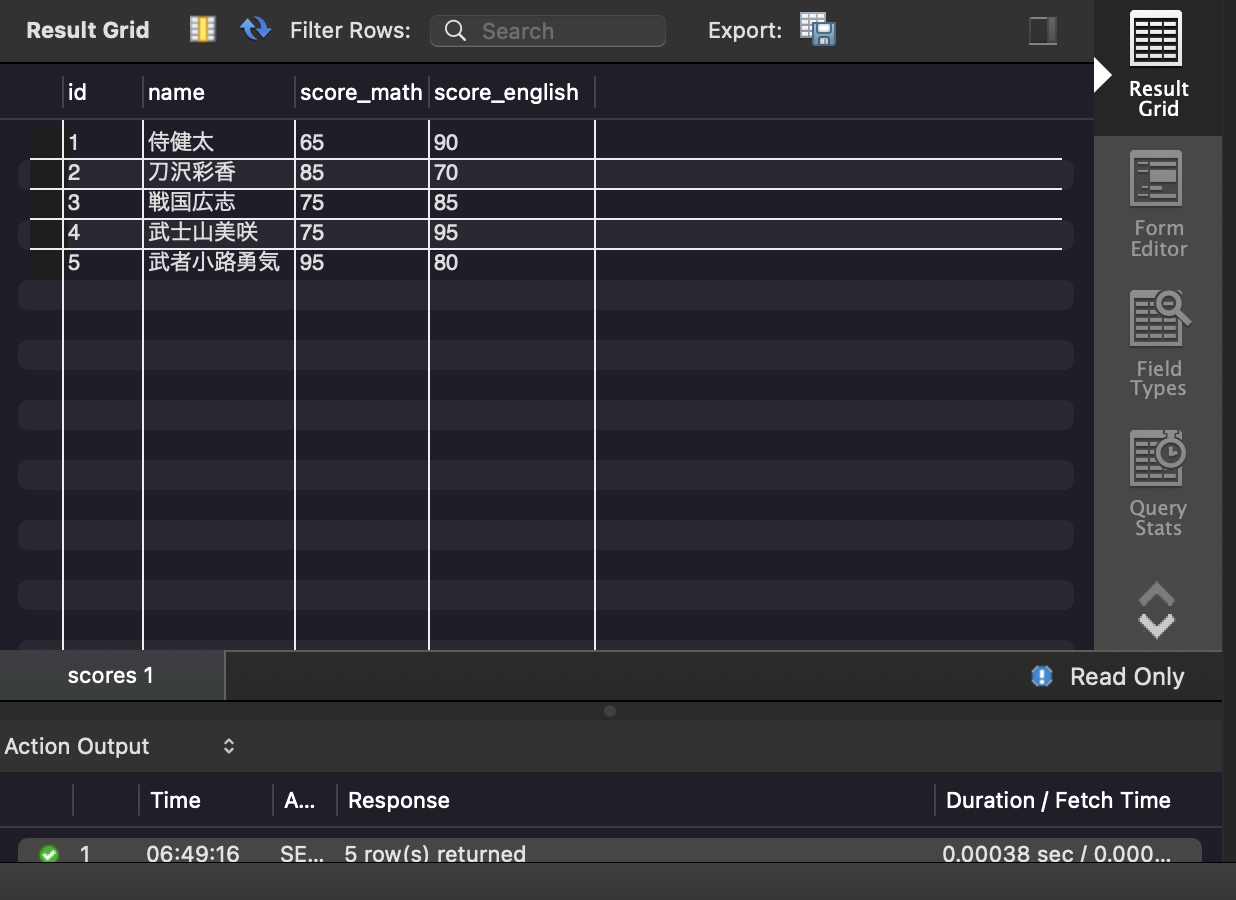 Result Grid Filter Rows: Search Export:
id name score_math score_english
1 侍健太 65 90
2 刀沢彩香 85 70
3 戦国広志 75 85
4 武士山美咲 75 95
5 武者小路勇気 95 80
Result
Grid
Form
Editor
Field
Types
Query
Stats
scores 1 Read Only
Action Output
Time A... Response Duration / Fetch Time
1 06:49:16 SE... 5 row(s) returned 0.00038 sec / 0.000...